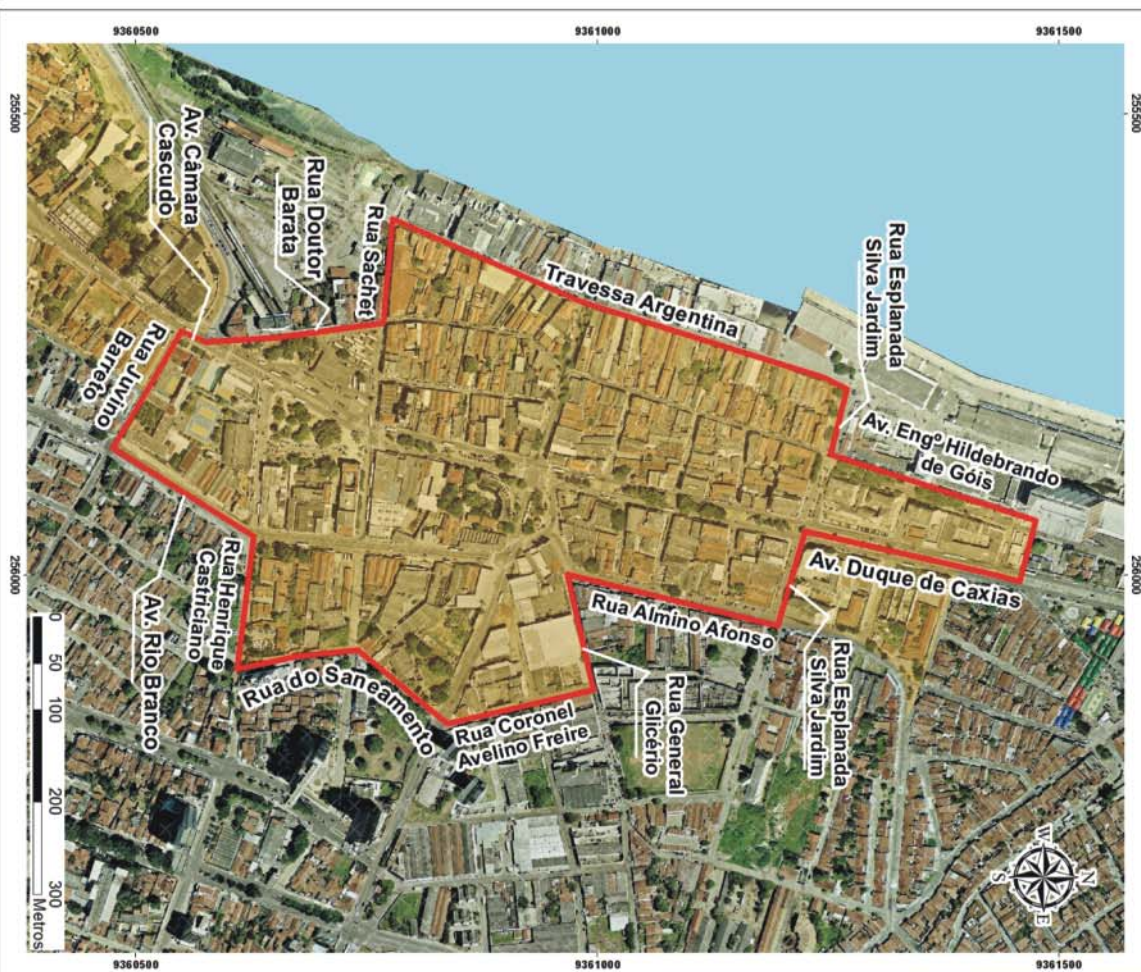 9360500
9361000
9361500
255500
255500
Av. Câmara
Cascudo
Rua Doutor
Barata
Rua Sachet
Travessa Argentina
Rua Esplanada
Silva Jardim
Av. Engº Hildebrando
de Góis
Rua Juvino
Barreto
Rua Henrique
Castriciano
Av. Rio Branco
Rua do Saneamento
Rua Coronel
Avelino Freire
Rua General
Glicério
Rua Almino Afonso
Av. Duque de Caxias
Rua Esplanada
Silva Jardim
256000
256000
0
50
100
200
300
Metros
N
W
E
S
9360500
9361000
9361500